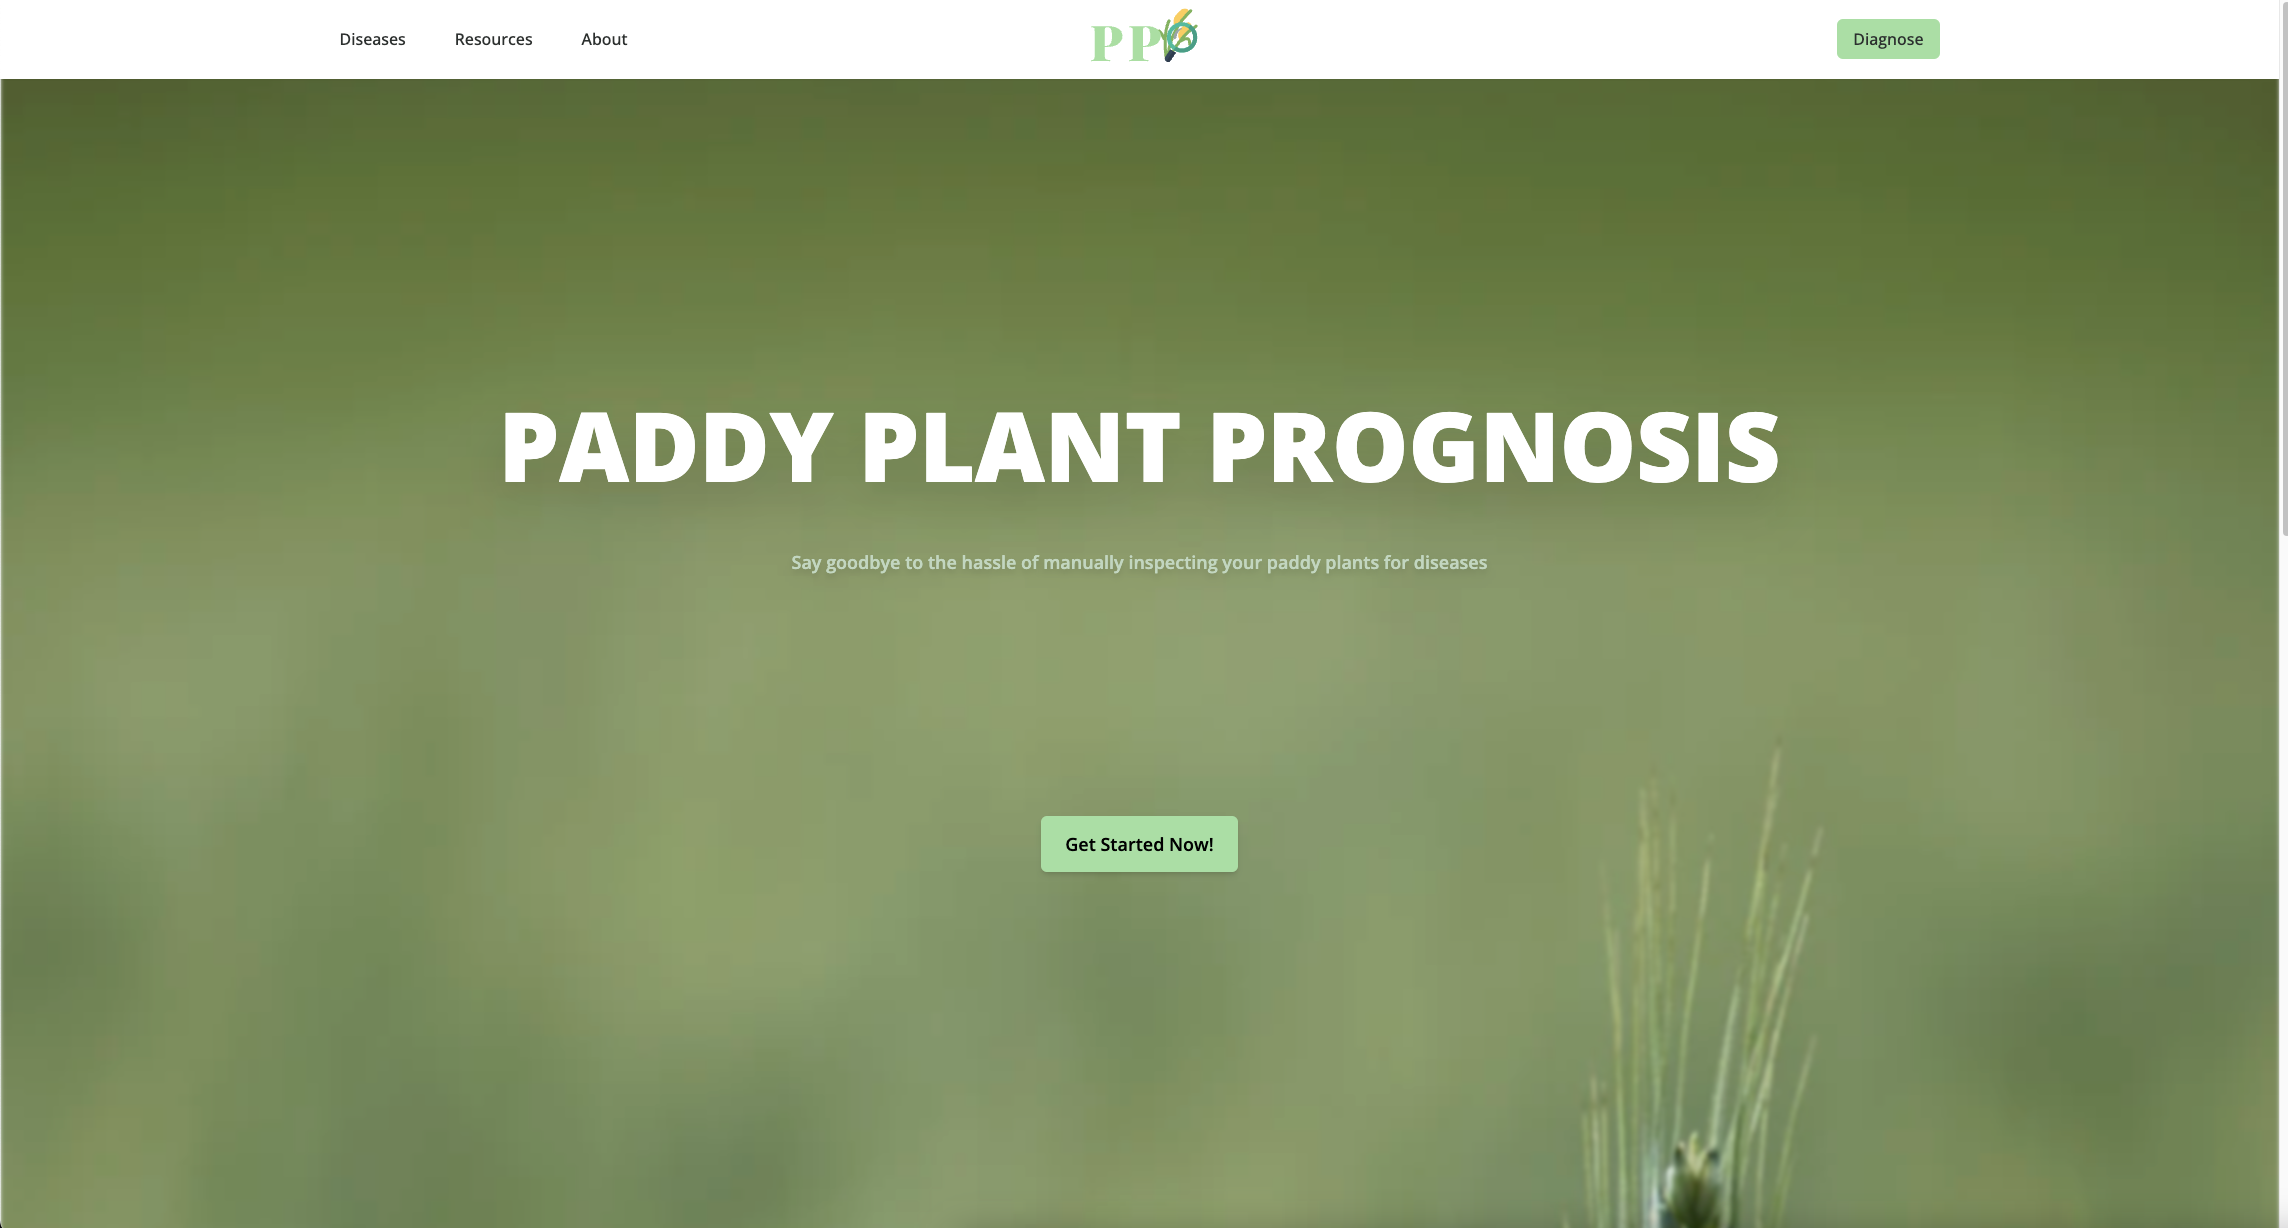 Diseases
Resources
About
PP
Diagnose
PADDY PLANT PROGNOSIS
Say goodbye to the hassle of manually inspecting your paddy plants for diseases
Get Started Now!